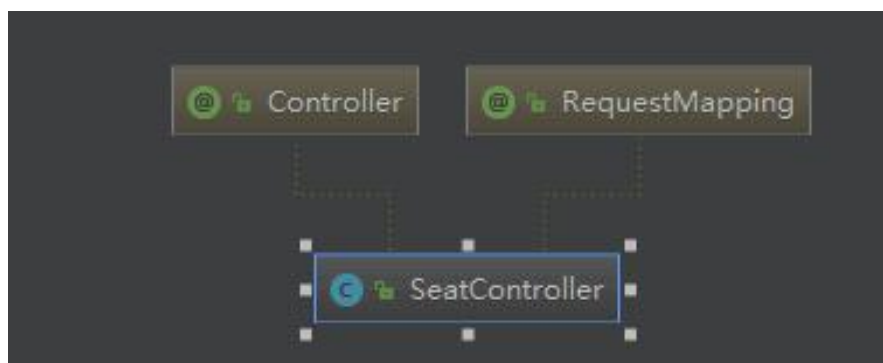 @ Controller
@ RequestMapping
C SeatController